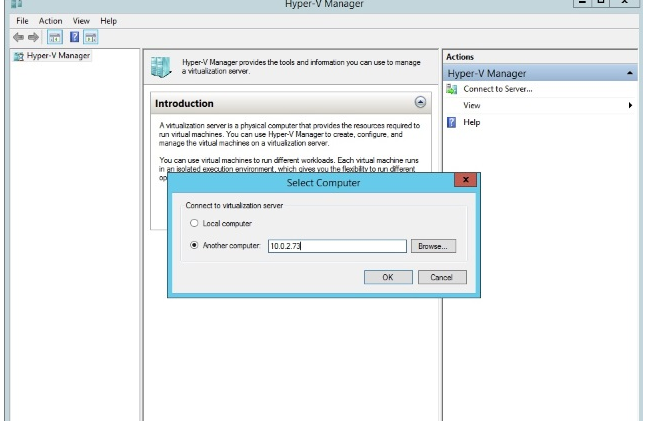 Hyper-V Manager
File Action View Help
Hyper-V Manager
Hyper-V Manager provides the tools and information you can use to manage
a virtualization server.
Introduction
A virtualization server is a physical computer that provides the resources required to
run virtual machines. You can use Hyper-V Manager to create, configure, and
manage the virtual machines on a virtualization server.
You can use virtual machines to run different workloads. Each virtual machine runs
in an isolated execution environment, which gives you the flexibility to run different
Actions
Hyper-V Manager
Connect to Server...
View
Help
Select Computer
Connect to virtualization server
Local computer
Another computer:
10.0.2.73
Browse...
OK
Cancel